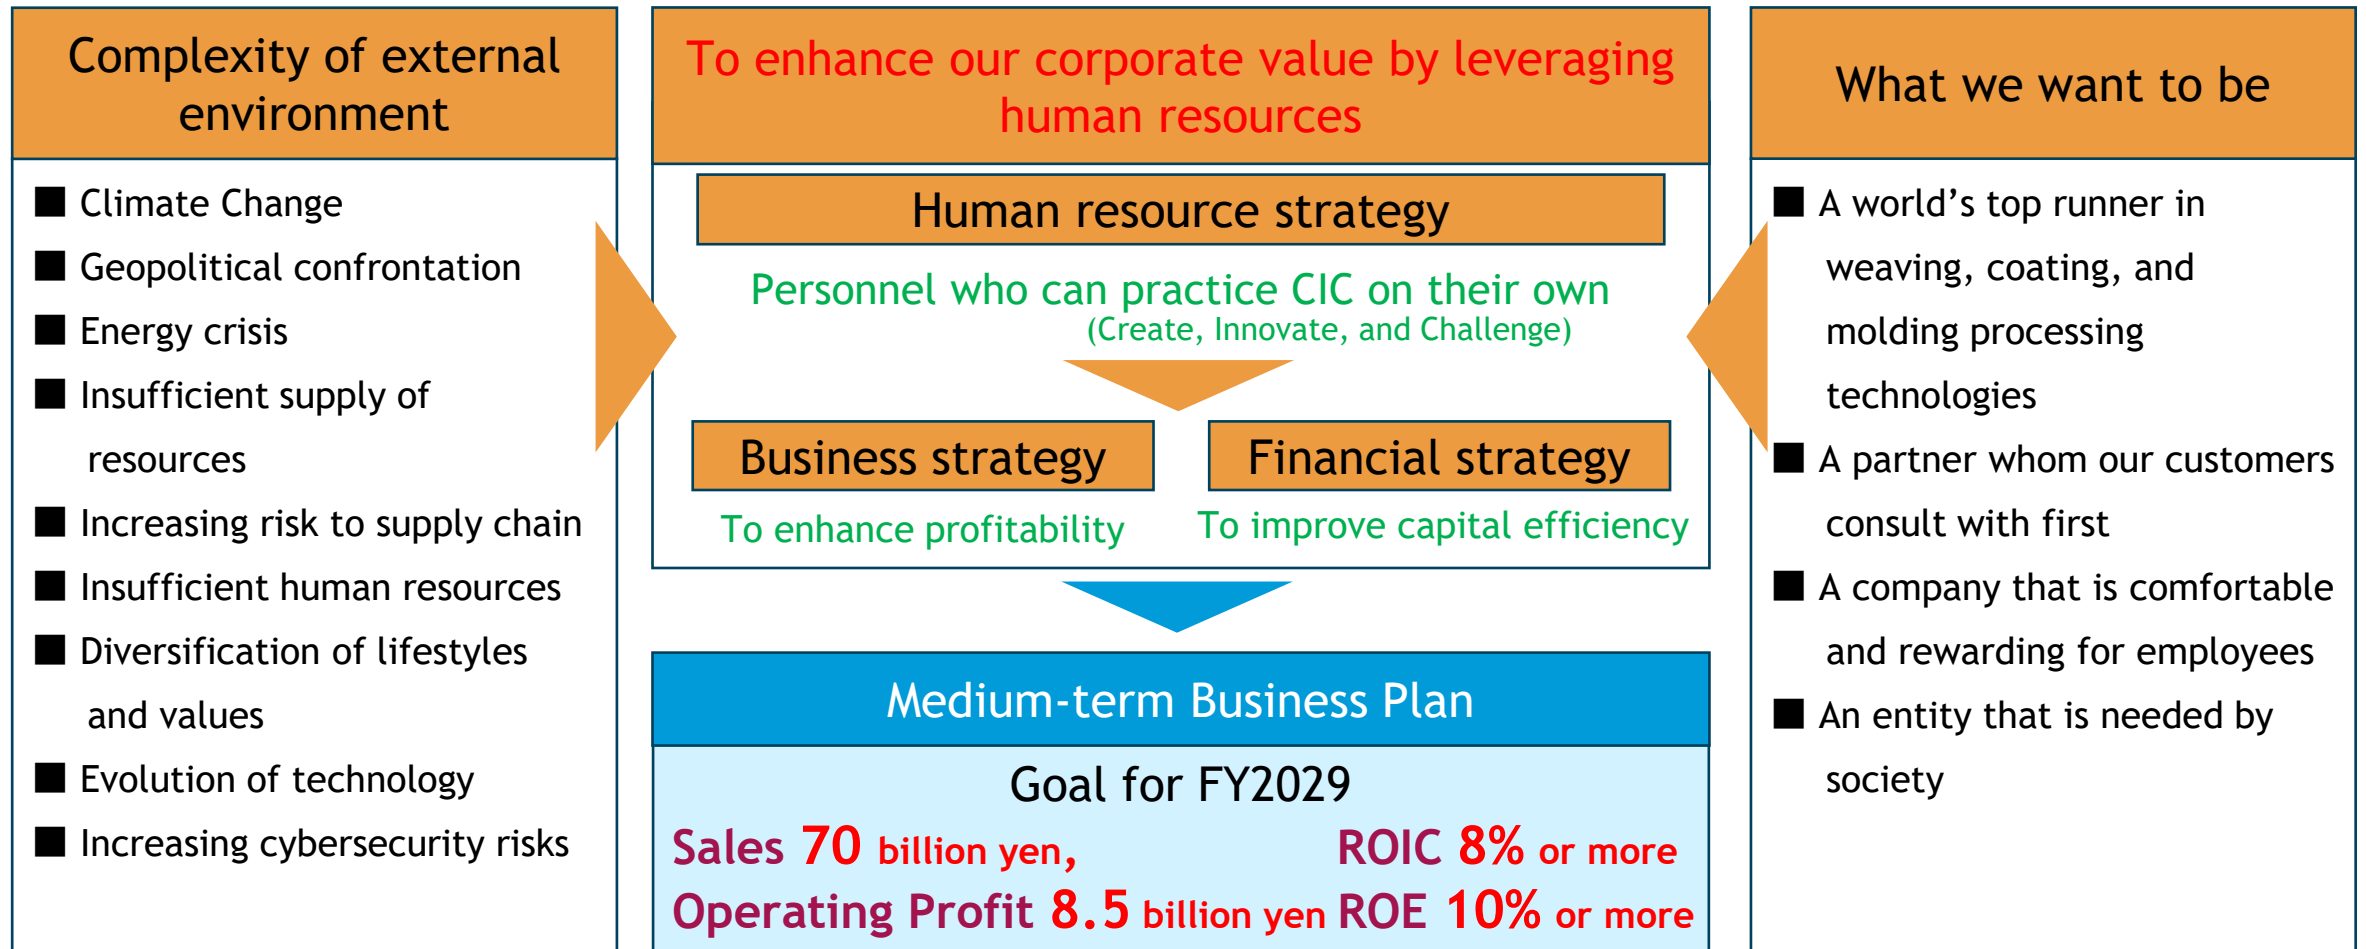 Complexity of external
environment
■ Climate Change
■ Geopolitical confrontation
■ Energy crisis
■ Insufficient supply of
resources
■ Increasing risk to supply chain
■ Insufficient human resources
■ Diversification of lifestyles
and values
■ Evolution of technology
■ Increasing cybersecurity risks
To enhance our corporate value by leveraging
human resources
Human resource strategy
Personnel who can practice CIC on their own
(Create, Innovate, and Challenge)
Business strategy
To enhance profitability
Financial strategy
To improve capital efficiency
Medium-term Business Plan
Goal for FY2029
Sales 70 billion yen, ROIC 8% or more
Operating Profit 8.5 billion yen ROE 10% or more
What we want to be
■ A world’s top runner in
weaving, coating, and
molding processing
technologies
■ A partner whom our customers
consult with first
■ A company that is comfortable
and rewarding for employees
■ An entity that is needed by
society